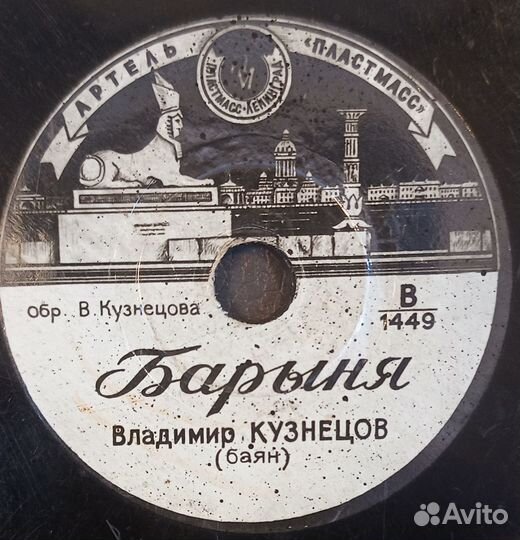 АРТЕЛЬ «ПЛАСТМАСС»
ПЛАСТМАСС • ЛЕНИНГРАД
обр. В. Кузнецова
В
1449
Барыня
Владимир КУЗНЕЦОВ
(баян)
Avito